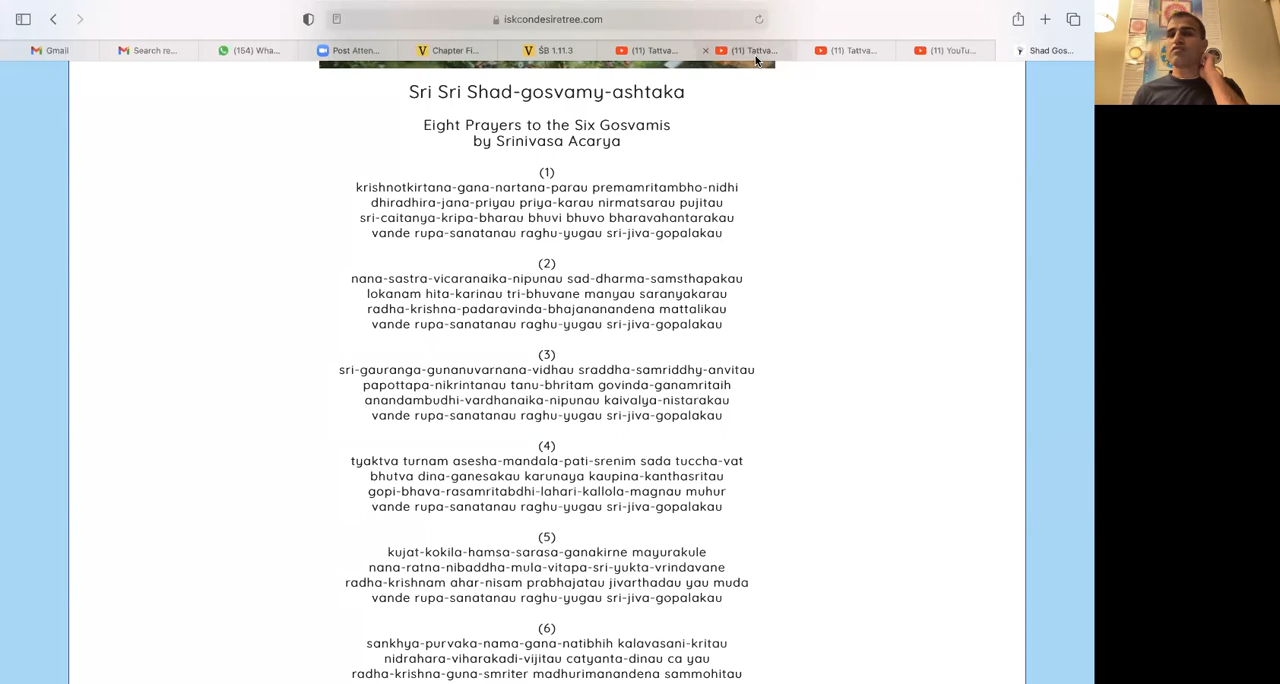 iskcondesiretree.com
Gmail
Search re...
(154) Wha...
Post Atten...
Chapter Fi...
ŚB 1.11.3
(11) Tattva...
(11) Tattva...
(11) Tattva...
(11) YouTu...
Shad Gos...
Sri Sri Shad-gosvamy-ashtaka
Eight Prayers to the Six Gosvamis
by Srinivasa Acarya
(1)
krishnotkirtana-gana-nartana-parau premamritambho-nidhi
dhiradhira-jana-priyau priya-karau nirmatsarau pujitau
sri-caitanya-kripa-bharau bhuvi bhuvo bharavahantarakau
vande rupa-sanatanau raghu-yugau sri-jiva-gopalakau
(2)
nana-sastra-vicaranaika-nipunau sad-dharma-samsthapakau
lokanam hita-karinau tri-bhuvane manyau saranyakarau
radha-krishna-padaravinda-bhajananandena mattalikau
vande rupa-sanatanau raghu-yugau sri-jiva-gopalakau
(3)
sri-gauranga-gunanuvarnana-vidhau sraddha-samriddhy-anvitau
papottapa-nikrintanau tanu-bhritam govinda-ganamritaih
anandambudhi-vardhanaika-nipunau kaivalya-nistarakau
vande rupa-sanatanau raghu-yugau sri-jiva-gopalakau
(4)
tyaktva turnam asesha-mandala-pati-srenim sada tuccha-vat
bhutva dina-ganesakau karunaya kaupina-kanthasritau
gopi-bhava-rasamritabdhi-lahari-kallola-magnau muhur
vande rupa-sanatanau raghu-yugau sri-jiva-gopalakau
(5)
kujat-kokila-hamsa-sarasa-ganakirne mayurakule
nana-ratna-nibaddha-mula-vitapa-sri-yukta-vrindavane
radha-krishnam ahar-nisam prabhajatau jivarthadau yau muda
vande rupa-sanatanau raghu-yugau sri-jiva-gopalakau
(6)
sankhya-purvaka-nama-gana-natibhih kalavasani-kritau
nidrahara-viharakadi-vijitau catyanta-dinau ca yau
radha-krishna-guna-smriter madhurimanandena sammohitau